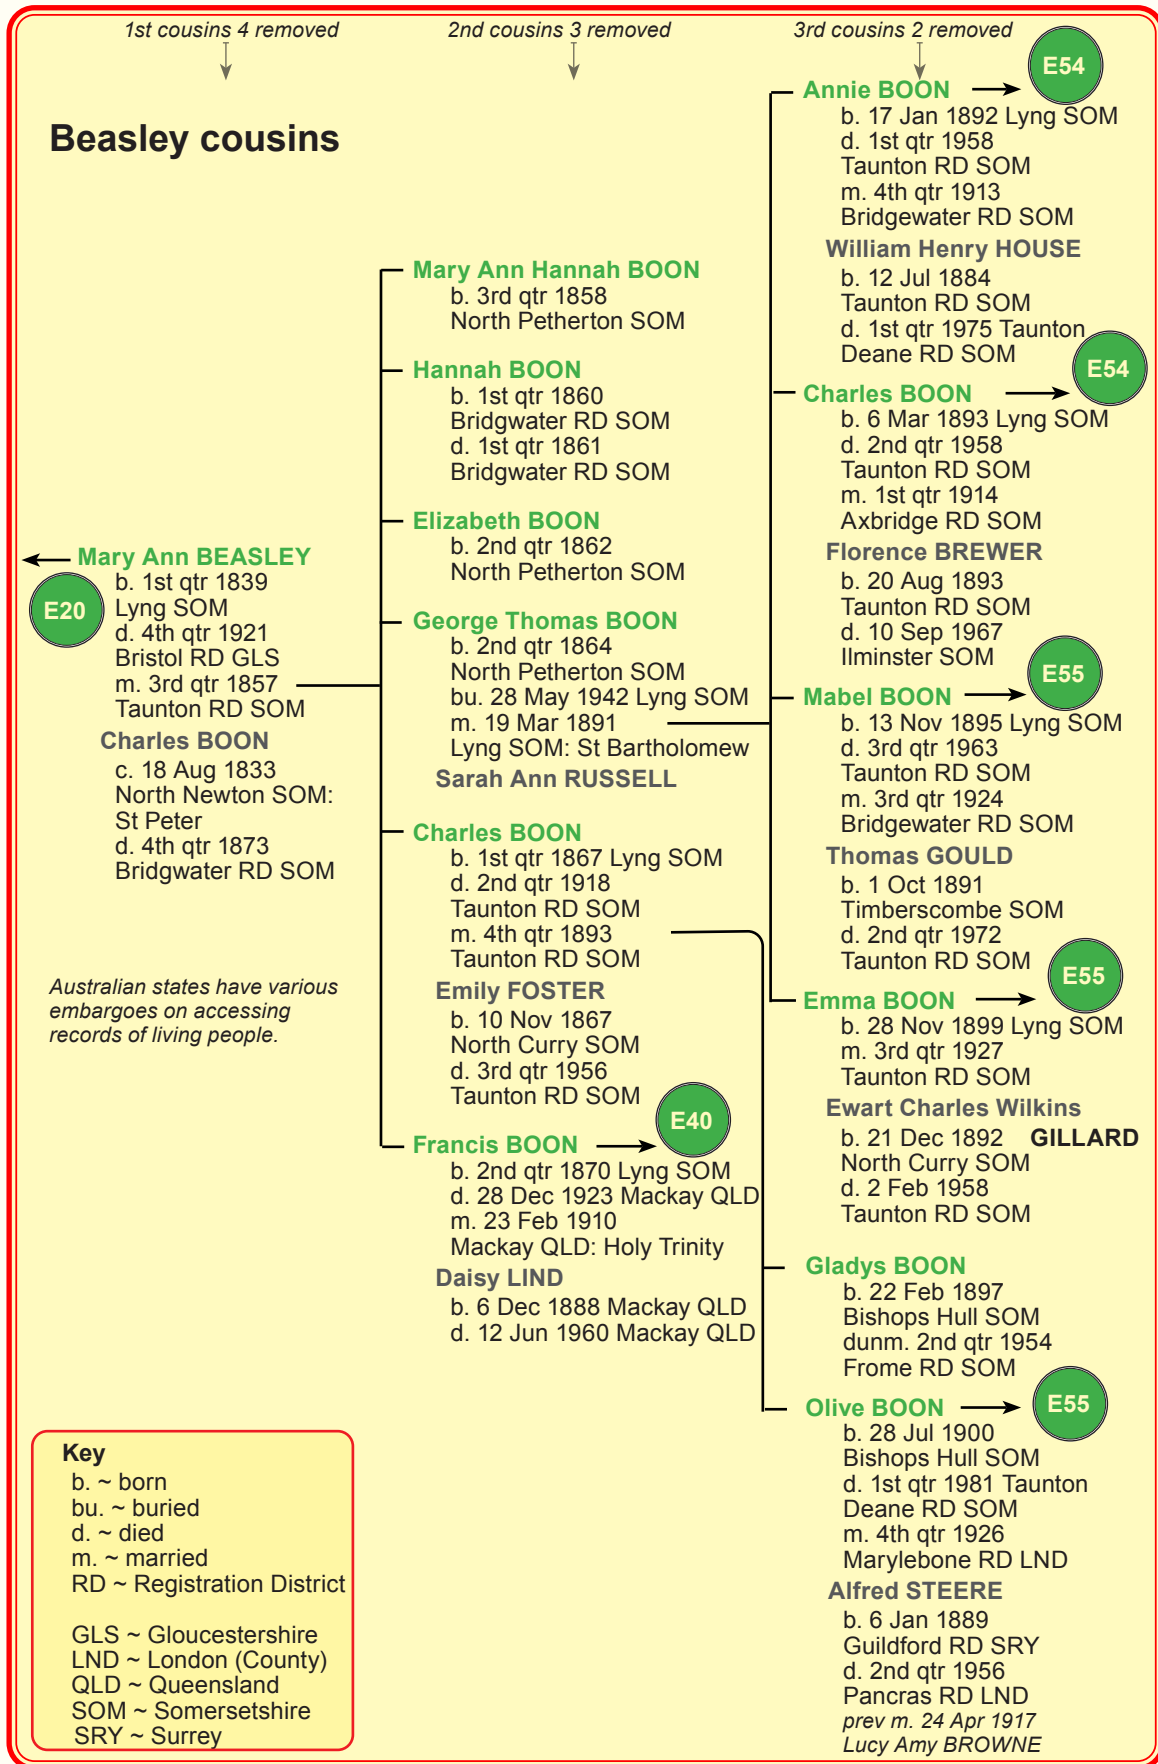 1st cousins 4 removed
2nd cousins 3 removed
3rd cousins 2 removed
Beasley cousins
E20
Mary Ann BEASLEY
b. 1st qtr 1839
Lyng SOM
d. 4th qtr 1921
Bristol RD GLS
m. 3rd qtr 1857
Taunton RD SOM
Charles BOON
c. 18 Aug 1833
North Newton SOM:
St Peter
d. 4th qtr 1873
Bridgwater RD SOM
Australian states have various
embargoes on accessing
records of living people.
Mary Ann Hannah BOON
b. 3rd qtr 1858
North Petherton SOM
Hannah BOON
b. 1st qtr 1860
Bridgwater RD SOM
d. 1st qtr 1861
Bridgwater RD SOM
Elizabeth BOON
b. 2nd qtr 1862
North Petherton SOM
George Thomas BOON
b. 2nd qtr 1864
North Petherton SOM
bu. 28 May 1942 Lyng SOM
m. 19 Mar 1891
Lyng SOM: St Bartholomew
Sarah Ann RUSSELL
Charles BOON
b. 1st qtr 1867 Lyng SOM
d. 2nd qtr 1918
Taunton RD SOM
m. 4th qtr 1893
Taunton RD SOM
Emily FOSTER
b. 10 Nov 1867
North Curry SOM
d. 3rd qtr 1956
Taunton RD SOM
Francis BOON
E40
b. 2nd qtr 1870 Lyng SOM
d. 28 Dec 1923 Mackay QLD
m. 23 Feb 1910
Mackay QLD: Holy Trinity
Daisy LIND
b. 6 Dec 1888 Mackay QLD
d. 12 Jun 1960 Mackay QLD
Annie BOON
E54
b. 17 Jan 1892 Lyng SOM
d. 1st qtr 1958
Taunton RD SOM
m. 4th qtr 1913
Bridgewater RD SOM
William Henry HOUSE
b. 12 Jul 1884
Taunton RD SOM
d. 1st qtr 1975 Taunton
Deane RD SOM
Charles BOON
E54
b. 6 Mar 1893 Lyng SOM
d. 2nd qtr 1958
Taunton RD SOM
m. 1st qtr 1914
Axbridge RD SOM
Florence BREWER
b. 20 Aug 1893
Taunton RD SOM
d. 10 Sep 1967
Ilminster SOM
Mabel BOON
E55
b. 13 Nov 1895 Lyng SOM
d. 3rd qtr 1963
Taunton RD SOM
m. 3rd qtr 1924
Bridgewater RD SOM
Thomas GOULD
b. 1 Oct 1891
Timberscombe SOM
d. 2nd qtr 1972
Taunton RD SOM
Emma BOON
E55
b. 28 Nov 1899 Lyng SOM
m. 3rd qtr 1927
Taunton RD SOM
Ewart Charles Wilkins
b. 21 Dec 1892 GILLARD
North Curry SOM
d. 2 Feb 1958
Taunton RD SOM
Gladys BOON
b. 22 Feb 1897
Bishops Hull SOM
dunm. 2nd qtr 1954
Frome RD SOM
Olive BOON
E55
b. 28 Jul 1900
Bishops Hull SOM
d. 1st qtr 1981 Taunton
Deane RD SOM
m. 4th qtr 1926
Marylebone RD LND
Alfred STEERE
b. 6 Jan 1889
Guildford RD SRY
d. 2nd qtr 1956
Pancras RD LND
prev m. 24 Apr 1917
Lucy Amy BROWNE
Key
b. ~ born
bu. ~ buried
d. ~ died
m. ~ married
RD ~ Registration District
GLS ~ Gloucestershire
LND ~ London (County)
QLD ~ Queensland
SOM ~ Somersetshire
SRY ~ Surrey